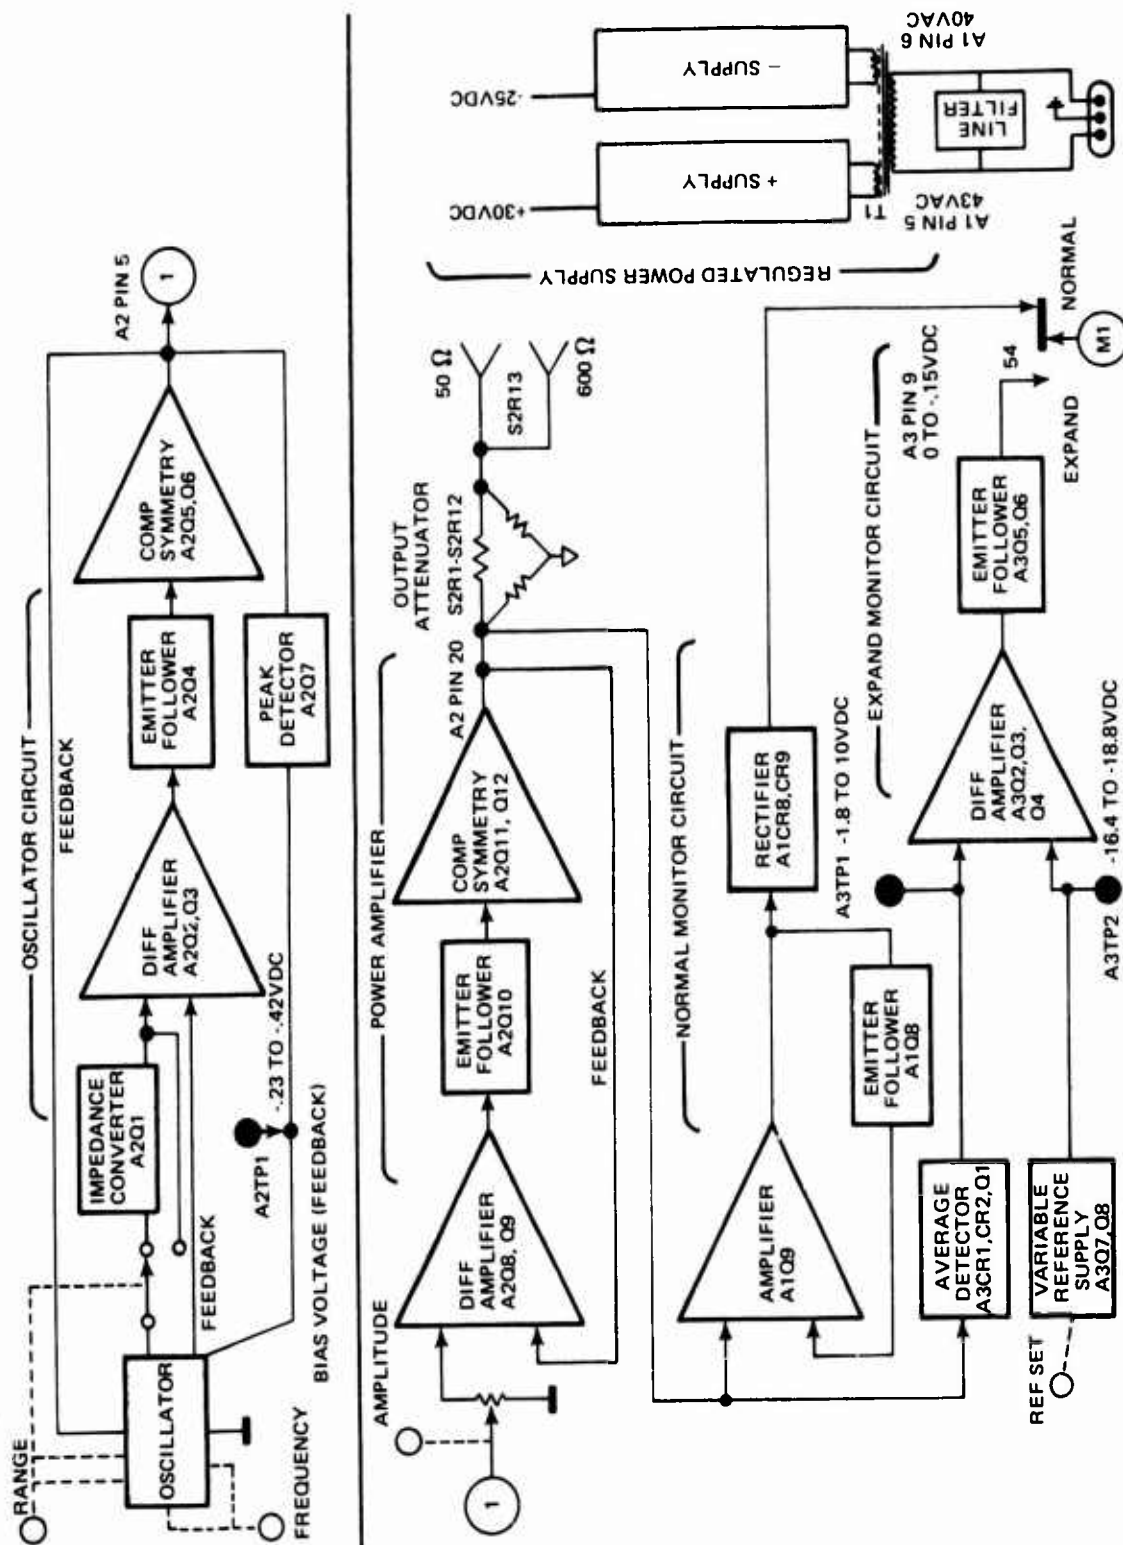 RANGE
OSCILLATOR
FREQUENCY
OSCILLATOR CIRCUIT
FEEDBACK
IMPEDANCE
CONVERTER
A2Q1
FEEDBACK
A2TP1
-.23 TO -.42VDC
BIAS VOLTAGE (FEEDBACK)
DIFF
AMPLIFIER
A2Q2,Q3
EMITTER
FOLLOWER
A2Q4
PEAK
DETECTOR
A2Q7
COMP
SYMMETRY
A2Q5,Q6
A2 PIN 5
1
1
AMPLITUDE
POWER AMPLIFIER
DIFF
AMPLIFIER
A2Q8, Q9
EMITTER
FOLLOWER
A2Q10
COMP
SYMMETRY
A2Q11, Q12
FEEDBACK
A2 PIN 20
OUTPUT
ATTENUATOR
S2R1-S2R12
50 Ω
S2R13
600 Ω
NORMAL MONITOR CIRCUIT
AMPLIFIER
A1Q9
EMITTER
FOLLOWER
A1Q8
RECTIFIER
A1CR8,CR9
A3TP1 -1.8 TO 10VDC
EXPAND MONITOR CIRCUIT
AVERAGE
DETECTOR
A3CR1,CR2,Q1
REF SET
VARIABLE
REFERENCE
SUPPLY
A3Q7,Q8
DIFF
AMPLIFIER
A3Q2,Q3,
Q4
A3TP2 -16.4 TO -18.8VDC
EMITTER
FOLLOWER
A3Q5,Q6
A3 PIN 9
0 TO -.15VDC
54
EXPAND
NORMAL
M1
REGULATED POWER SUPPLY
+30VDC
-25VDC
+ SUPPLY
- SUPPLY
T1
A1 PIN 5
43VAC
A1 PIN 6
40VAC
LINE
FILTER